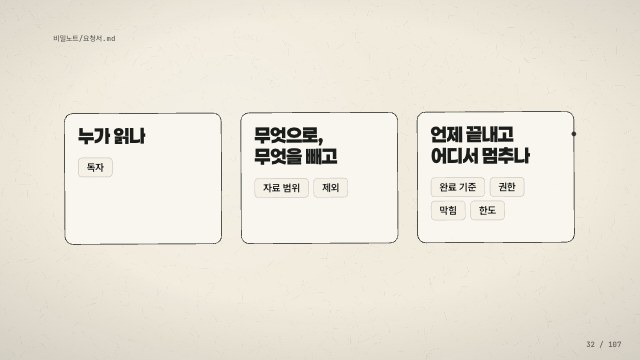 비밀노트/요청서.md
누가 읽나
독자
무엇으로,
무엇을 빼고
자료 범위
제외
언제 끝내고
어디서 멈추나
완료 기준
권한
막힘
한도
32 / 107